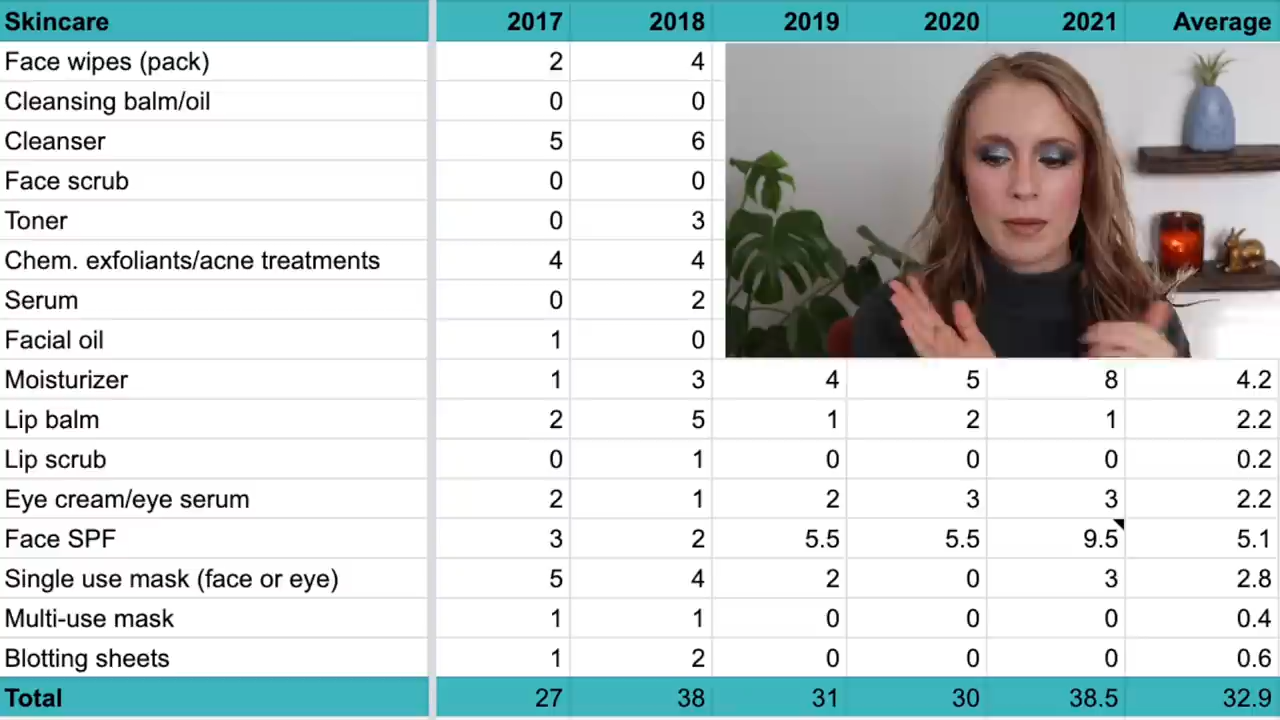 Skincare 2017 2018 2019 2020 2021 Average
Face wipes (pack) 2 4
Cleansing balm/oil 0 0
Cleanser 5 6
Face scrub 0 0
Toner 0 3
Chem. exfoliants/acne treatments 4 4
Serum 0 2
Facial oil 1 0
Moisturizer 1 3 4 5 8 4.2
Lip balm 2 5 1 2 1 2.2
Lip scrub 0 1 0 0 0 0.2
Eye cream/eye serum 2 1 2 3 3 2.2
Face SPF 3 2 5.5 5.5 9.5 5.1
Single use mask (face or eye) 5 4 2 0 3 2.8
Multi-use mask 1 1 0 0 0 0.4
Blotting sheets 1 2 0 0 0 0.6
Total 27 38 31 30 38.5 32.9